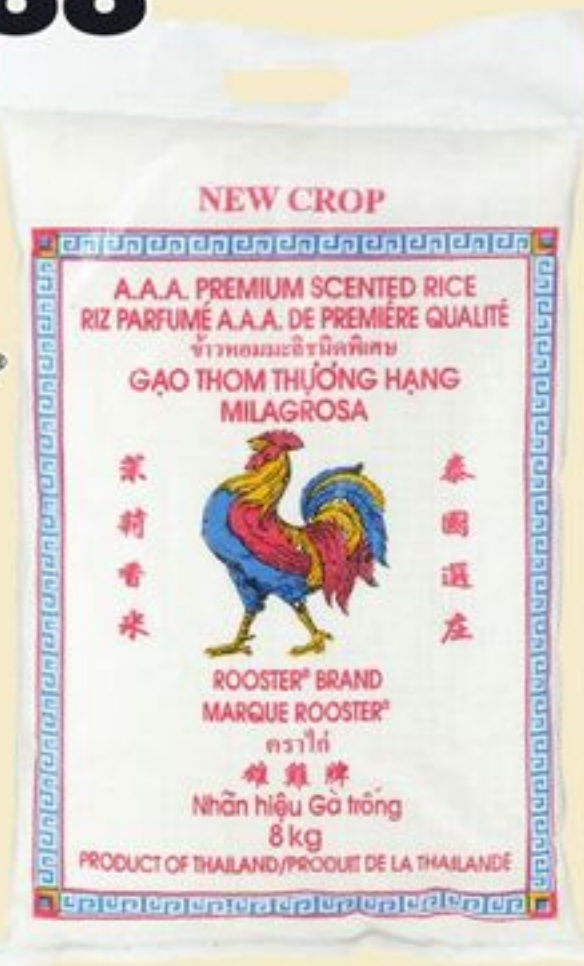 88
NEW CROP
A.A.A. PREMIUM SCENTED RICE
RIZ PARFUMÉ A.A.A. DE PREMIÈRE QUALITÉ
ข้าวหอมมะลิชนิดพิเศษ
GẠO THƠM THƯỢNG HẠNG
MILAGROSA
茉莉香米
泰國選庄
ROOSTER® BRAND
MARQUE ROOSTER®
ตราไก่
雄雞牌
Nhãn hiệu Gà trống
8 kg
PRODUCT OF THAILAND/PRODUIT DE LA THAILANDE